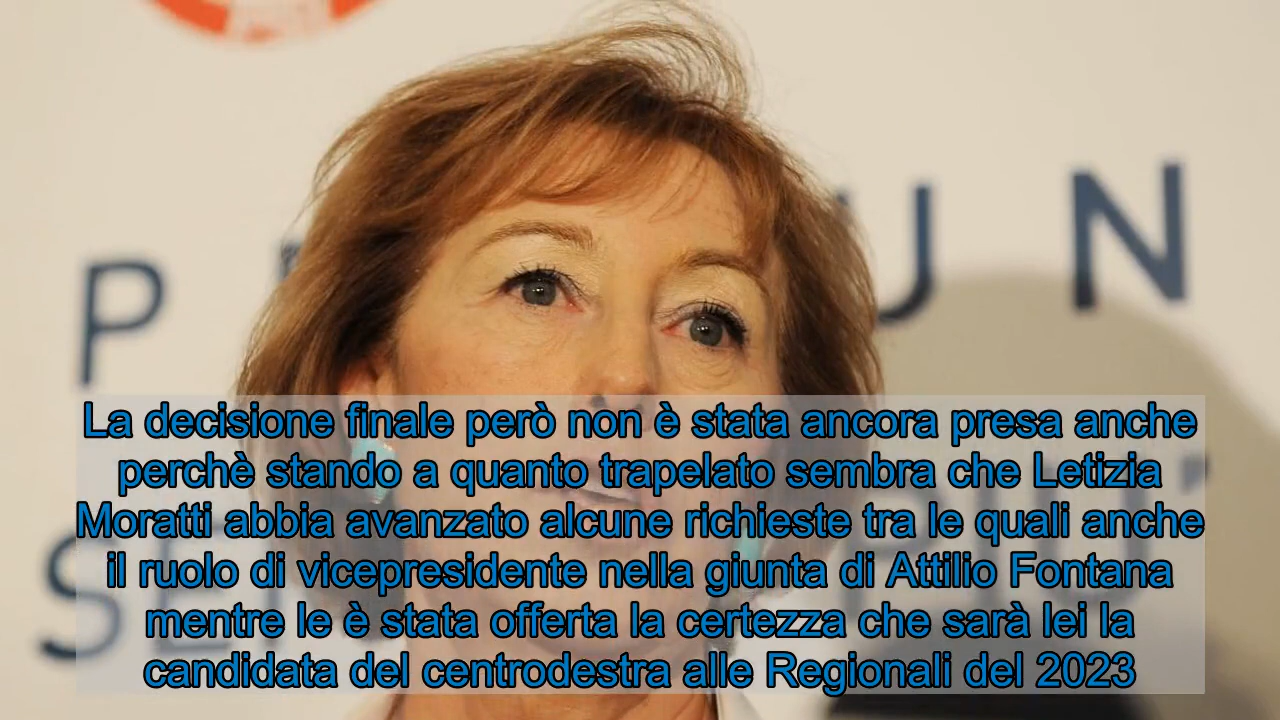 P UN
La decisione finale però non è stata ancora presa anche
perchè stando a quanto trapelato sembra che Letizia
Moratti abbia avanzato alcune richieste tra le quali anche
il ruolo di vicepresidente nella giunta di Attilio Fontana
mentre le è stata offerta la certezza che sarà lei la
candidata del centrodestra alle Regionali del 2023